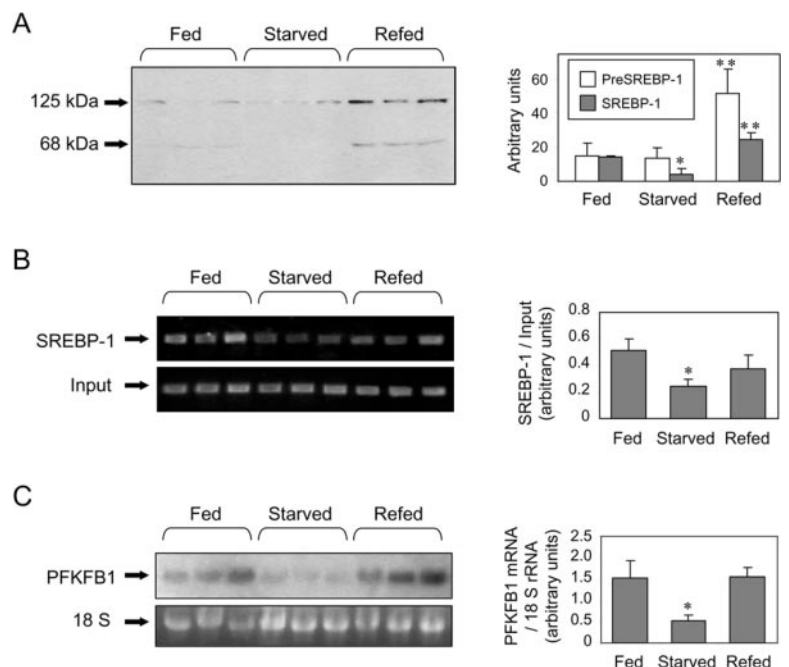 A
Fed Starved Refed
125 kDa
68 kDa
Arbitrary units
60
40
20
0
PreSREBP-1
SREBP-1
*
**
**
Fed Starved Refed
B
Fed Starved Refed
SREBP-1
Input
SREBP-1 / Input
(arbitrary units)
0.8
0.6
0.4
0.2
0
*
Fed Starved Refed
C
Fed Starved Refed
PFKFB1
18 S
PFKFB1 mRNA
/ 18 S rRNA
(arbitrary units)
2.5
2.0
1.5
1.0
0.5
0
*
Fed Starved Refed